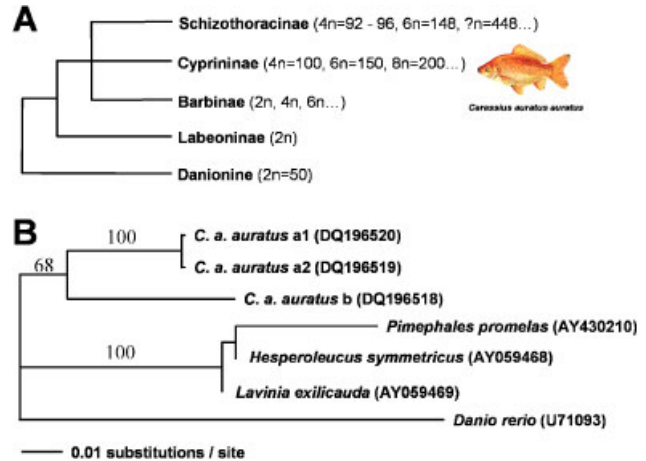 A
Schizothoracinae (4n=92 - 96, 6n=148, ?n=448...)
Cyprininae (4n=100, 6n=150, 8n=200...)
Carassius auratus auratus
Barbinae (2n, 4n, 6n...)
Labeoninae (2n)
Danionine (2n=50)
B
100
C. a. auratus a1 (DQ196520)
68
C. a. auratus a2 (DQ196519)
C. a. auratus b (DQ196518)
Pimephales promelas (AY430210)
100
Hesperoleucus symmetricus (AY059468)
Lavinia exilicauda (AY059469)
Danio rerio (U71093)
0.01 substitutions / site